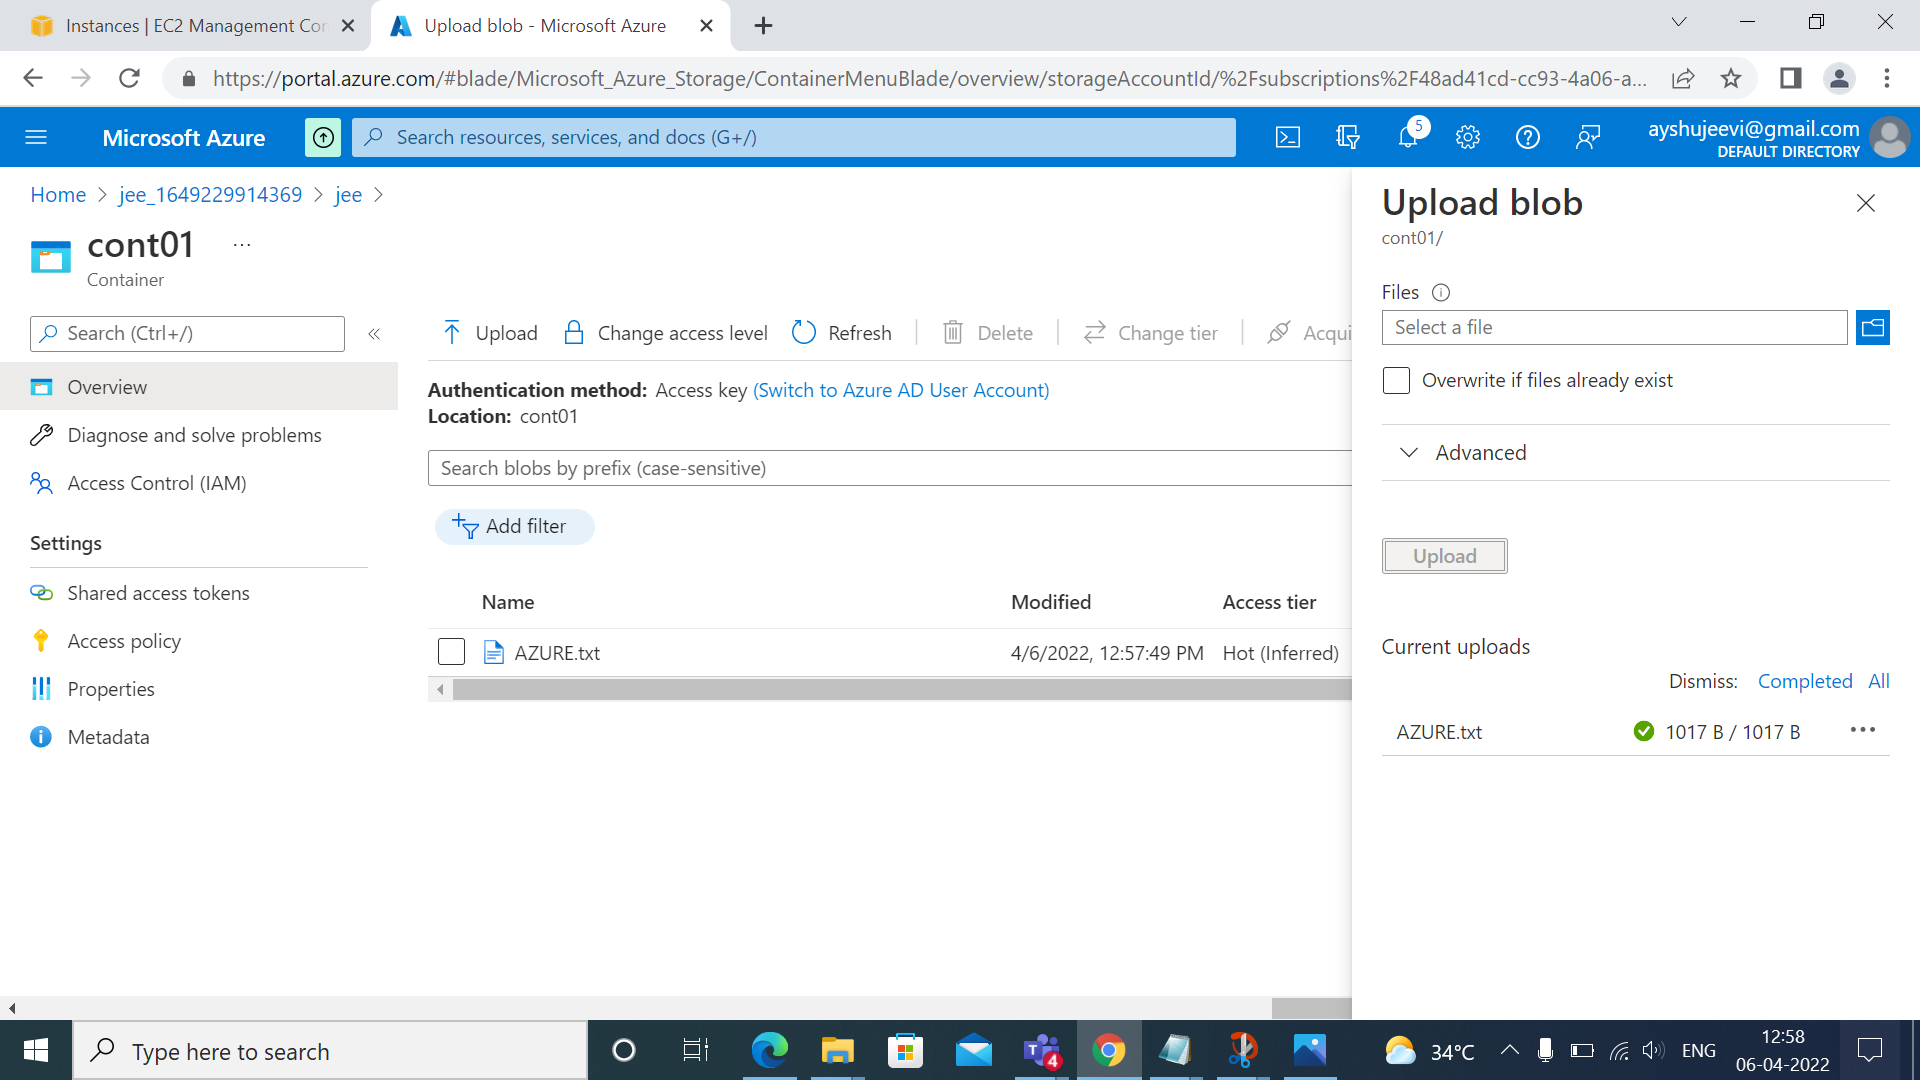 Instances | EC2 Management Con
Upload blob - Microsoft Azure
https://portal.azure.com/#blade/Microsoft_Azure_Storage/ContainerMenuBlade/overview/storageAccountId/%2Fsubscriptions%2F48ad41cd-cc93-4a06-a...
Microsoft Azure
Search resources, services, and docs (G+/)
5
ayshujeevi@gmail.com
DEFAULT DIRECTORY
Home > jee_1649229914369 > jee >
cont01 ...
Container
Search (Ctrl+/)
«
Overview
Diagnose and solve problems
Access Control (IAM)
Settings
Shared access tokens
Access policy
Properties
Metadata
Upload
Change access level
Refresh
Delete
Change tier
Acqui
Authentication method: Access key (Switch to Azure AD User Account)
Location: cont01
Search blobs by prefix (case-sensitive)
Add filter
Name Modified Access tier
AZURE.txt 4/6/2022, 12:57:49 PM Hot (Inferred)
Upload blob
cont01/
Files
Select a file
Overwrite if files already exist
Advanced
Upload
Current uploads
Dismiss: Completed All
AZURE.txt 1017 B / 1017 B ...
Type here to search
4
34°C
ENG
12:58
06-04-2022